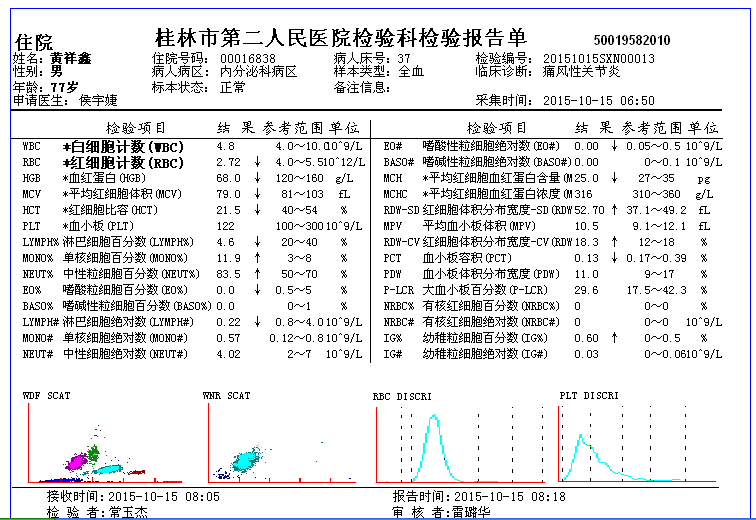 桂林市第二人民医院检验科检验报告单
50019582010
住院
姓名: 黄祥鑫 住院号码: 00016838 病人床号: 37 检验编号: 20151015SXN00013
性别: 男 病人病区: 内分泌科病区 样本类型: 全血 临床诊断: 痛风性关节炎
年龄: 77岁 标本状态: 正常 备注信息:
申请医生: 侯宇婕 采集时间: 2015-10-15 06:50
检验项目 结 果 参考范围 单位 检验项目 结 果 参考范围 单位
WBC *白细胞计数(WBC) 4.8 4.0~10.0 10^9/L EO# 嗜酸性粒细胞绝对数(EO#) 0.00 ↓ 0.05~0.5 10^9/L
RBC *红细胞计数(RBC) 2.72 ↓ 4.0~5.5 10^12/L BASO# 嗜碱性粒细胞绝对数(BASO#) 0.00 0~0.1 10^9/L
HGB *血红蛋白(HGB) 68.0 ↓ 120~160 g/L MCH *平均红细胞血红蛋白含量(M 25.0 ↓ 27~35 pg
MCV *平均红细胞体积(MCV) 79.0 ↓ 81~103 fL MCHC *平均红细胞血红蛋白浓度(M 316 310~360 g/L
HCT *红细胞比容(HCT) 21.5 ↓ 40~54 % RDW-SD 红细胞体积分布宽度-SD(RDW 52.70 ↑ 37.1~49.2 fL
PLT *血小板(PLT) 122 100~300 10^9/L MPV 平均血小板体积(MPV) 10.5 9.1~12.1 fL
LYMPH% 淋巴细胞百分数(LYMPH%) 4.6 ↓ 20~40 % RDW-CV 红细胞体积分布宽度-CV(RDW 18.3 ↑ 12~18 %
MONO% 单核细胞百分数(MONO%) 11.9 ↑ 3~8 % PCT 血小板容积(PCT) 0.13 ↓ 0.17~0.39 %
NEUT% 中性粒细胞百分数(NEUT%) 83.5 ↑ 50~70 % PDW 血小板体积分布宽度(PDW) 11.0 9~17 %
EO% 嗜酸粒细胞百分数(EO%) 0.0 ↓ 0.5~5 % P-LCR 大血小板百分数(P-LCR) 29.6 17.5~42.3 %
BASO% 嗜碱性粒细胞百分数(BASO%) 0.0 0~1 % NRBC% 有核红细胞百分数(NRBC%) 0 0~0 %
LYMPH# 淋巴细胞绝对数(LYMPH#) 0.22 ↓ 0.8~4.0 10^9/L NRBC# 有核红细胞绝对数(NRBC#) 0 0~0 10^9/L
MONO# 单核细胞绝对数(MONO#) 0.57 0.12~0.8 10^9/L IG% 幼稚粒细胞百分数(IG%) 0.60 ↑ 0~0.5 %
NEUT# 中性细胞绝对数(NEUT#) 4.02 2~7 10^9/L IG# 幼稚粒细胞绝对数(IG#) 0.03 0~0.06 10^9/L
WDF SCAT WNR SCAT RBC DISCRI PLT DISCRI
接收时间: 2015-10-15 08:05 报告时间: 2015-10-15 08:18
检 验 者: 常玉杰 审 核 者: 雷璐华